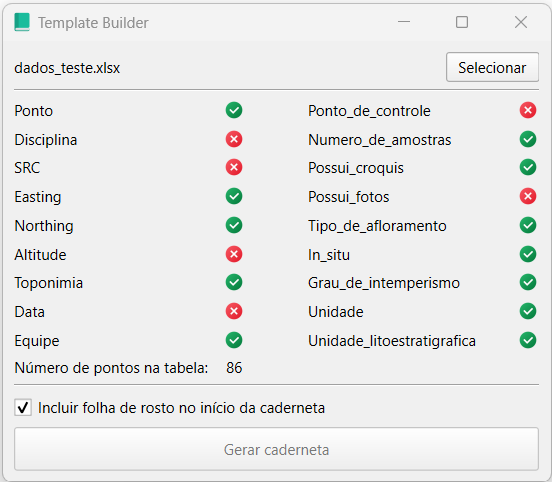 Template Builder
dados_teste.xlsx
Selecionar
Ponto
Disciplina
SRC
Easting
Northing
Altitude
Toponimia
Data
Equipe
Ponto_de_controle
Numero_de_amostras
Possui_croquis
Possui_fotos
Tipo_de_afloramento
In_situ
Grau_de_intemperismo
Unidade
Unidade_litoestratigrafica
Número de pontos na tabela: 86
Incluir folha de rosto no início da caderneta
Gerar caderneta